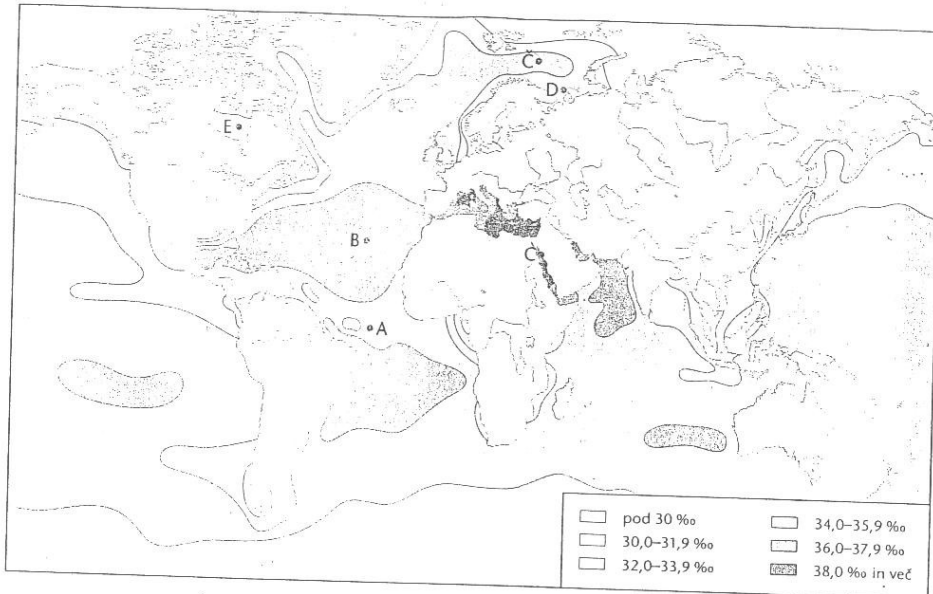 Č
D
E
B
C
A
pod 30 ‰
30,0–31,9 ‰
32,0–33,9 ‰
34,0–35,9 ‰
36,0–37,9 ‰
38,0 ‰ in več